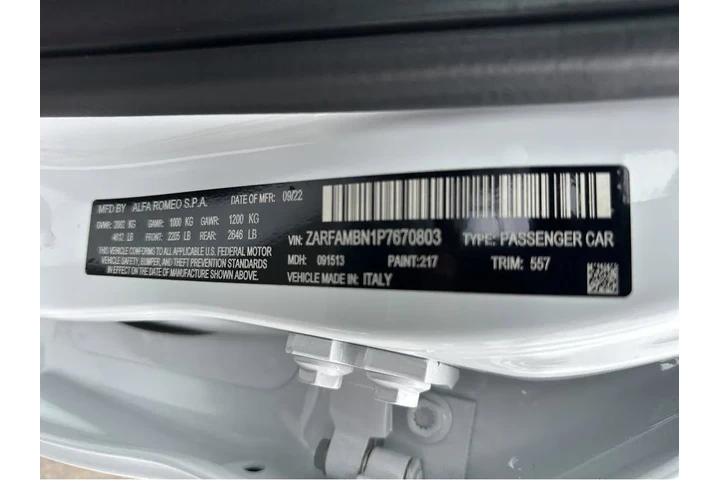 MFD BY ALFA ROMEO S.P.A. DATE OF MFR: 09/22
GVWR: 2092 KG GAWR: 1000 KG GAWR: 1200 KG
4612 LB FRONT: 2205 LB REAR: 2646 LB
THIS VEHICLE CONFORMS TO ALL APPLICABLE U.S. FEDERAL MOTOR
VEHICLE SAFETY, BUMPER, AND THEFT PREVENTION STANDARDS
IN EFFECT ON THE DATE OF MANUFACTURE SHOWN ABOVE.
VIN: ZARFAMBN1P7670803 TYPE: PASSENGER CAR
MDH: 091513 PAINT: 217 TRIM: 557
VEHICLE MADE IN: ITALY